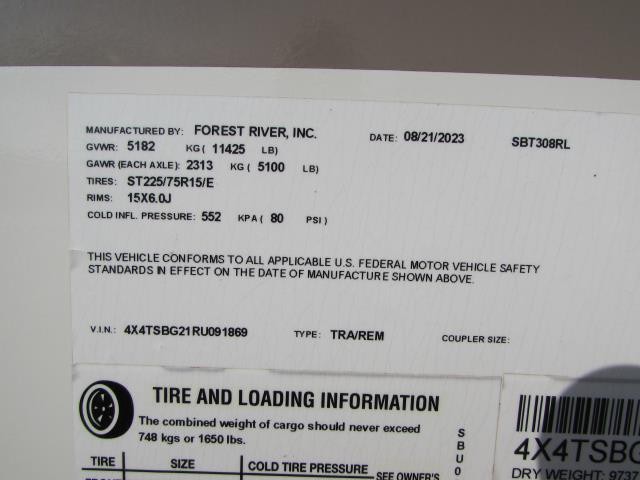 MANUFACTURED BY: FOREST RIVER, INC. DATE: 08/21/2023 SBT308RL
GVWR: 5182 KG ( 11425 LB)
GAWR (EACH AXLE): 2313 KG ( 5100 LB)
TIRES: ST225/75R15/E
RIMS: 15X6.0J
COLD INFL. PRESSURE: 552 KPA ( 80 PSI )
THIS VEHICLE CONFORMS TO ALL APPLICABLE U.S. FEDERAL MOTOR VEHICLE SAFETY
STANDARDS IN EFFECT ON THE DATE OF MANUFACTURE SHOWN ABOVE.
V.I.N.: 4X4TSBG21RU091869 TYPE: TRA/REM COUPLER SIZE:
TIRE AND LOADING INFORMATION
The combined weight of cargo should never exceed
748 kgs or 1650 lbs.
TIRE SIZE COLD TIRE PRESSURE SEE OWNER'S
FRONT
SBU0
4X4TSBG
DRY WEIGHT: 9737